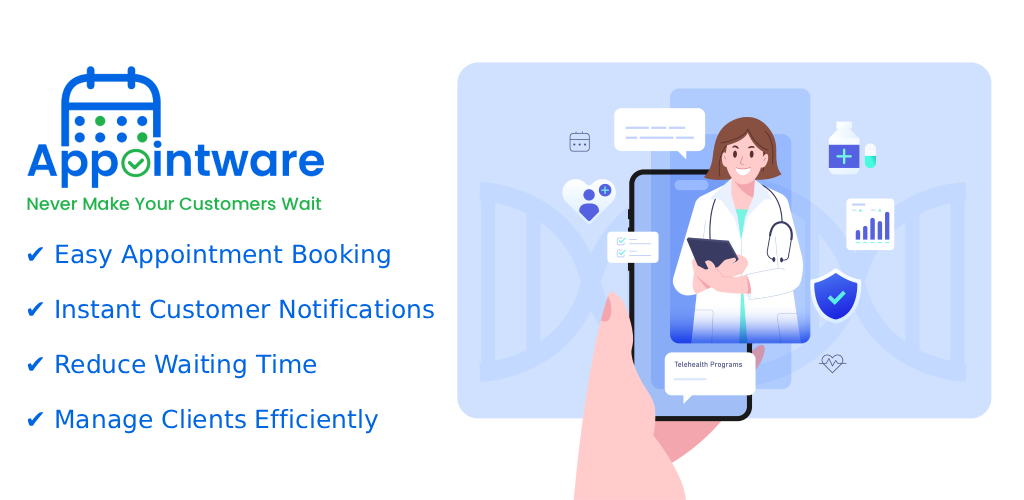 Appointware
Never Make Your Customers Wait
✔ Easy Appointment Booking
✔ Instant Customer Notifications
✔ Reduce Waiting Time
✔ Manage Clients Efficiently
Telehealth Programs